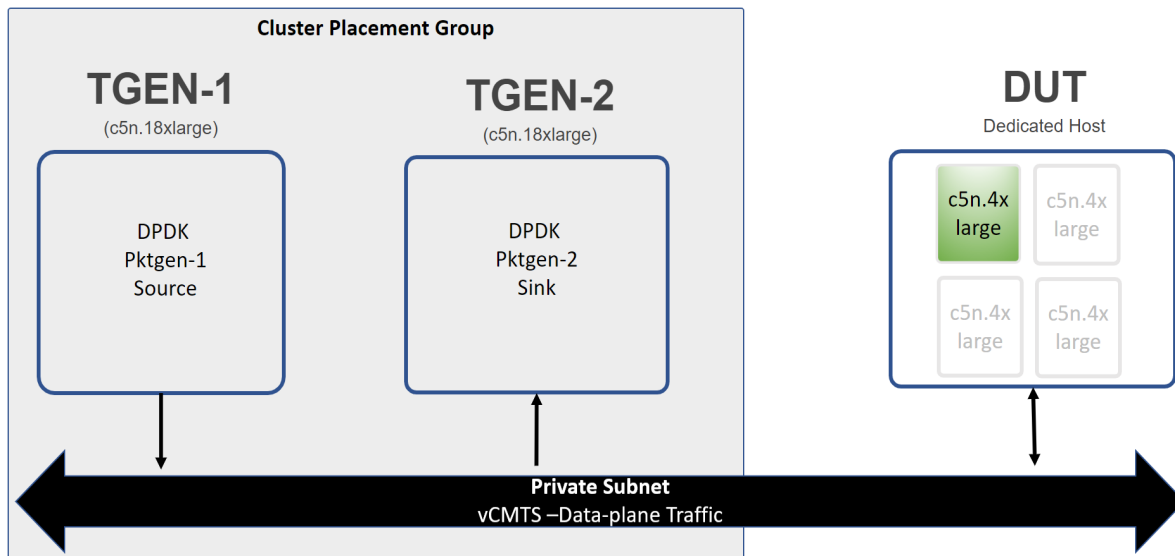 Cluster Placement Group
TGEN-1
(c5n.18xlarge)
DPDK
Pktgen-1
Source
TGEN-2
(c5n.18xlarge)
DPDK
Pktgen-2
Sink
DUT
Dedicated Host
c5n.4x
large
c5n.4x
large
c5n.4x
large
c5n.4x
large
Private Subnet
vCMTS –Data-plane Traffic